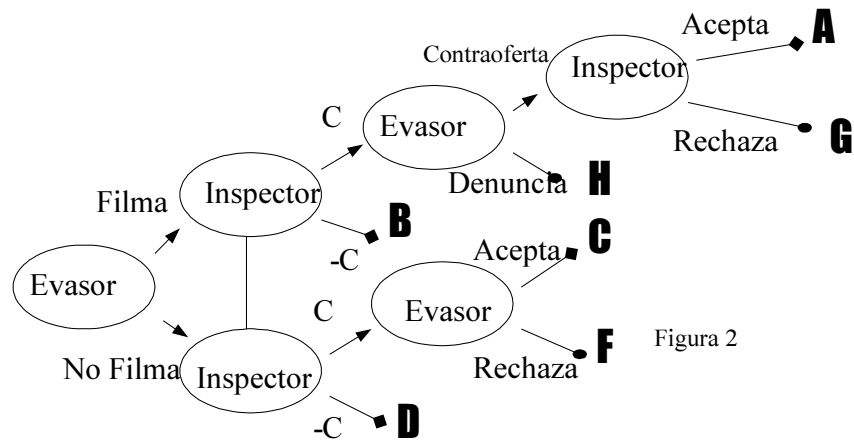 Acepta A
Contraoferta
Inspector
C
Evasor
Rechaza G
Denuncia H
Filma
Inspector
B
-C
Acepta C
Evasor
C
Evasor
No Filma
Inspector
Rechaza F
Figura 2
-C D